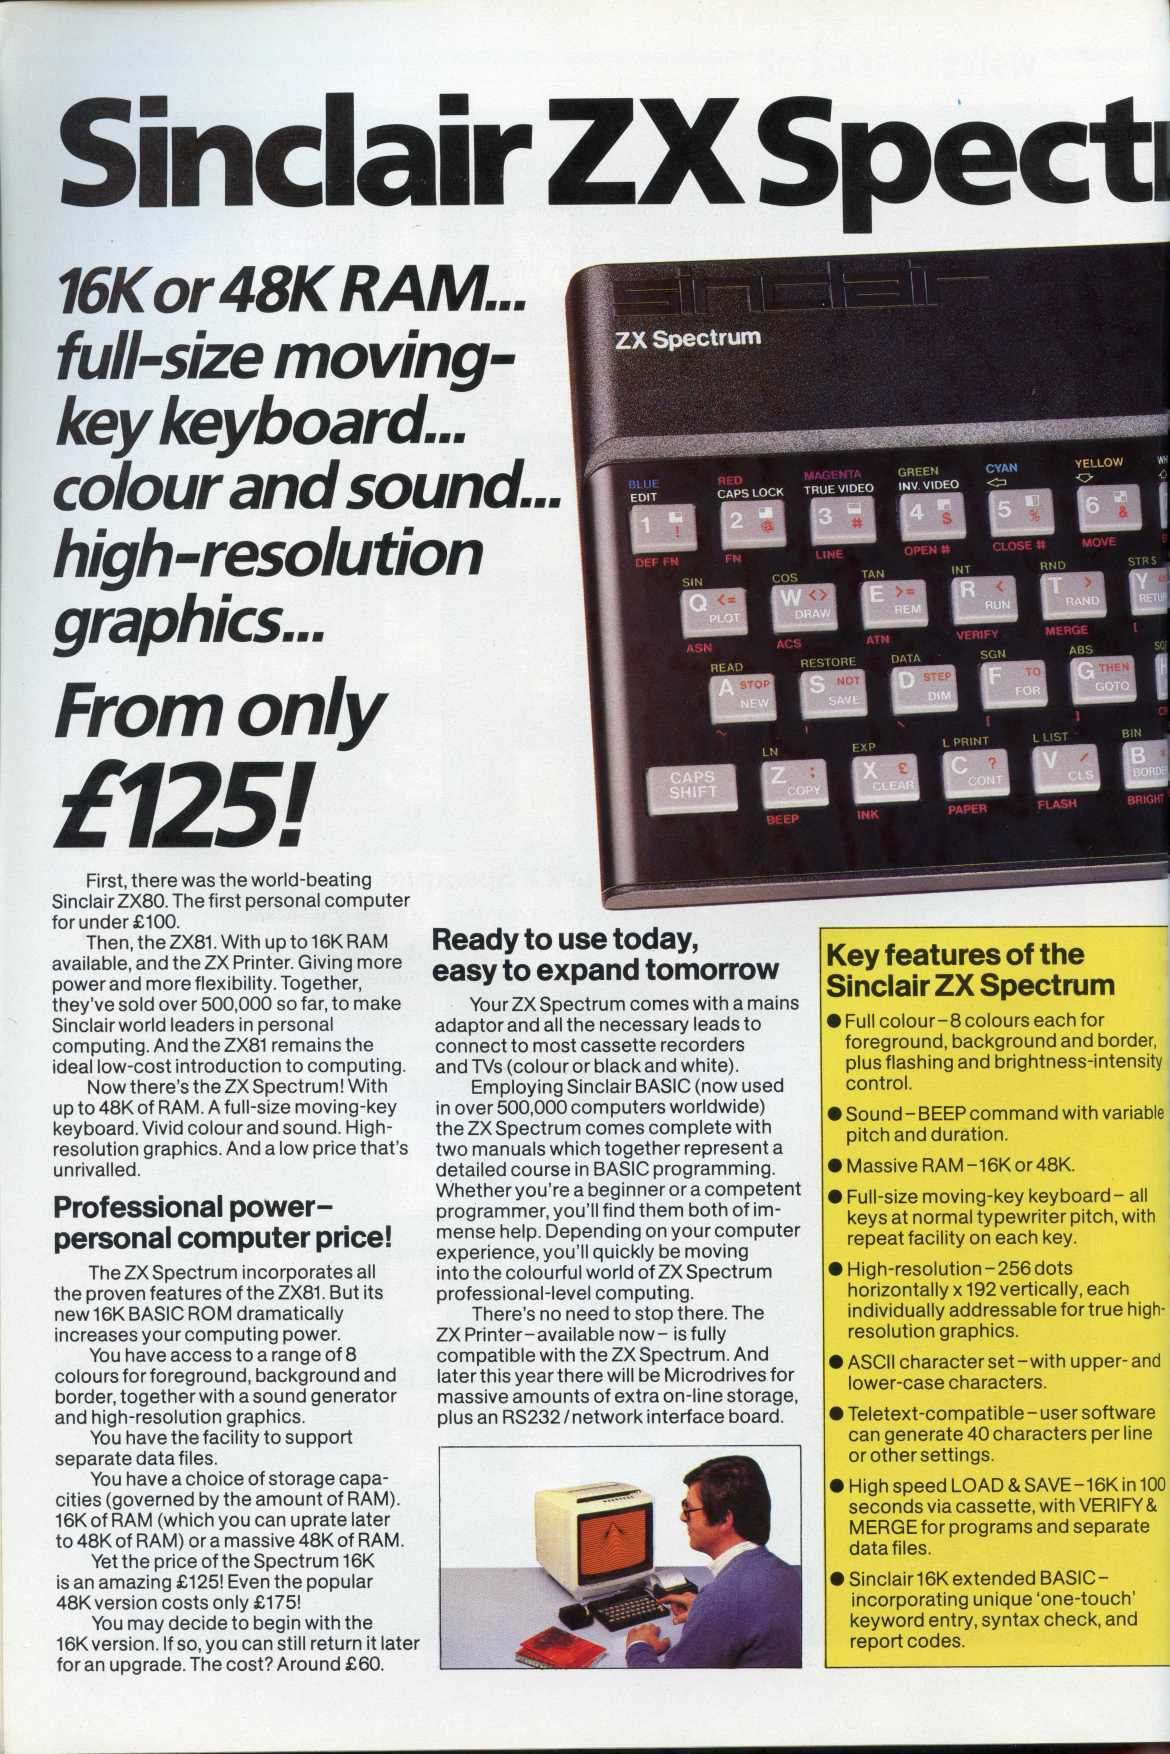 Sinclair ZX Spect
16K or 48K RAM...
full-size moving-
key keyboard...
colour and sound...
high-resolution
graphics...
From only
£125!
sinclair
ZX Spectrum
BLUE RED MAGENTA GREEN CYAN YELLOW
EDIT CAPS LOCK TRUE VIDEO INV. VIDEO
1 ! 2 @ 3 # 4 $ 5 % 6 &
DEF FN FN LINE OPEN # CLOSE # MOVE
SIN COS TAN INT RND STR $
Q <= PLOT W <> DRAW E >= REM R < RUN T > RAND Y
ASN ACS ATN VERIFY MERGE [
READ RESTORE DATA SGN ABS
A STOP NEW S NOT SAVE D STEP DIM F TO FOR G THEN GOTO
~ | \ { }
LN EXP L PRINT L LIST BIN
CAPS SHIFT Z : COPY X £ CLEAR C ? CONT V / CLS B
BEEP INK PAPER FLASH BRIGHT
First, there was the world-beating
Sinclair ZX80. The first personal computer
for under £100.
Then, the ZX81. With up to 16K RAM
available, and the ZX Printer. Giving more
power and more flexibility. Together,
they've sold over 500,000 so far, to make
Sinclair world leaders in personal
computing. And the ZX81 remains the
ideal low-cost introduction to computing.
Now there's the ZX Spectrum! With
up to 48K of RAM. A full-size moving-key
keyboard. Vivid colour and sound. High-
resolution graphics. And a low price that's
unrivalled.
Professional power–
personal computer price!
The ZX Spectrum incorporates all
the proven features of the ZX81. But its
new 16K BASIC ROM dramatically
increases your computing power.
You have access to a range of 8
colours for foreground, background and
border, together with a sound generator
and high-resolution graphics.
You have the facility to support
separate data files.
You have a choice of storage capa-
cities (governed by the amount of RAM).
16K of RAM (which you can uprate later
to 48K of RAM) or a massive 48K of RAM.
Yet the price of the Spectrum 16K
is an amazing £125! Even the popular
48K version costs only £175!
You may decide to begin with the
16K version. If so, you can still return it later
for an upgrade. The cost? Around £60.
Ready to use today,
easy to expand tomorrow
Your ZX Spectrum comes with a mains
adaptor and all the necessary leads to
connect to most cassette recorders
and TVs (colour or black and white).
Employing Sinclair BASIC (now used
in over 500,000 computers worldwide)
the ZX Spectrum comes complete with
two manuals which together represent a
detailed course in BASIC programming.
Whether you're a beginner or a competent
programmer, you'll find them both of im-
mense help. Depending on your computer
experience, you'll quickly be moving
into the colourful world of ZX Spectrum
professional-level computing.
There's no need to stop there. The
ZX Printer–available now– is fully
compatible with the ZX Spectrum. And
later this year there will be Microdrives for
massive amounts of extra on-line storage,
plus an RS232 / network interface board.
Key features of the
Sinclair ZX Spectrum
● Full colour–8 colours each for
foreground, background and border,
plus flashing and brightness-intensity
control.
● Sound–BEEP command with variable
pitch and duration.
● Massive RAM–16K or 48K.
● Full-size moving-key keyboard– all
keys at normal typewriter pitch, with
repeat facility on each key.
● High-resolution–256 dots
horizontally x 192 vertically, each
individually addressable for true high-
resolution graphics.
● ASCII character set–with upper- and
lower-case characters.
● Teletext-compatible–user software
can generate 40 characters per line
or other settings.
● High speed LOAD & SAVE–16K in 100
seconds via cassette, with VERIFY &
MERGE for programs and separate
data files.
● Sinclair 16K extended BASIC–
incorporating unique 'one-touch'
keyword entry, syntax check, and
report codes.